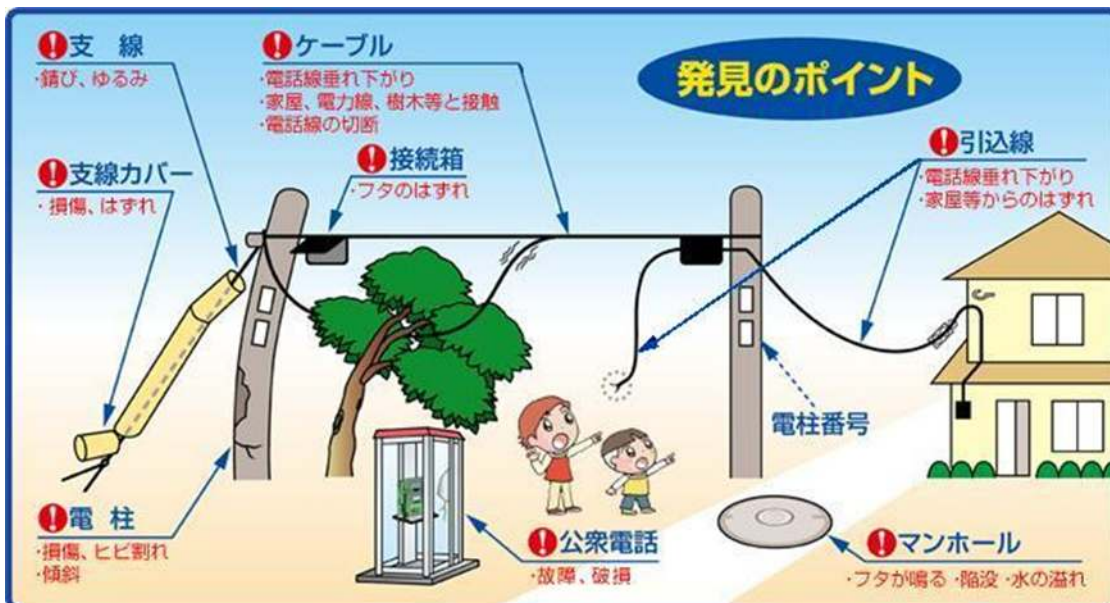 発見のポイント
支線
・錆び、ゆるみ
ケーブル
・電話線垂れ下がり
・家屋、電力線、樹木等と接触
・電話線の切断
引込線
・電話線垂れ下がり
・家屋等からのはずれ
支線カバー
・損傷、はずれ
接続箱
・フタのはずれ
電柱番号
電柱
・損傷、ヒビ割れ
・傾斜
公衆電話
・故障、破損
マンホール
・フタが鳴る・陥没・水の溢れ